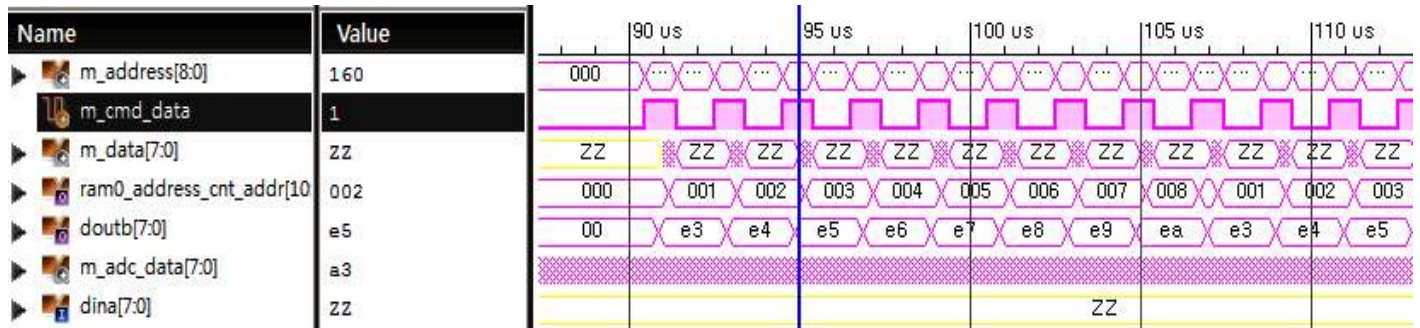 Name Value 90 us 95 us 100 us 105 us 110 us
m_address[8:0] 160 000 ... ... ... ... ... ... ... ... ... ... ...
m_cmd_data 1
m_data[7:0] ZZ ZZ ZZ ZZ ZZ ZZ ZZ ZZ ZZ ZZ ZZ ZZ ZZ
ram0_address_cnt_addr[10 002 000 001 002 003 004 005 006 007 008 001 002 003
doutb[7:0] e5 00 e3 e4 e5 e6 e7 e8 e9 ea e3 e4 e5
m_adc_data[7:0] a3
dina[7:0] ZZ ZZ